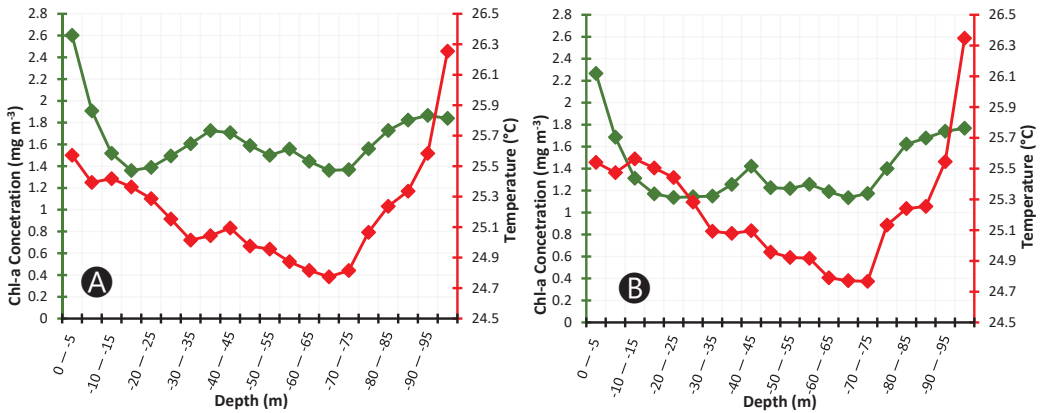 2.8
2.6
2.4
2.2
2
1.8
1.6
1.4
1.2
1
0.8
0.6
0.4
0.2
0
Chl-a Concetration (mg m⁻³)
26.5
26.3
26.1
25.9
25.7
25.5
25.3
25.1
24.9
24.7
24.5
Temperature (°C)
A
0 — -5
-10 — -15
-20 — -25
-30 — -35
-40 — -45
-50 — -55
-60 — -65
-70 — -75
-80 — -85
-90 — -95
Depth (m)
2.8
2.6
2.4
2.2
2
1.8
1.6
1.4
1.2
1
0.8
0.6
0.4
0.2
0
Chl-a Concetration (mg m⁻³)
26.5
26.3
26.1
25.9
25.7
25.5
25.3
25.1
24.9
24.7
24.5
Temperature (°C)
B
0 — -5
-10 — -15
-20 — -25
-30 — -35
-40 — -45
-50 — -55
-60 — -65
-70 — -75
-80 — -85
-90 — -95
Depth (m)